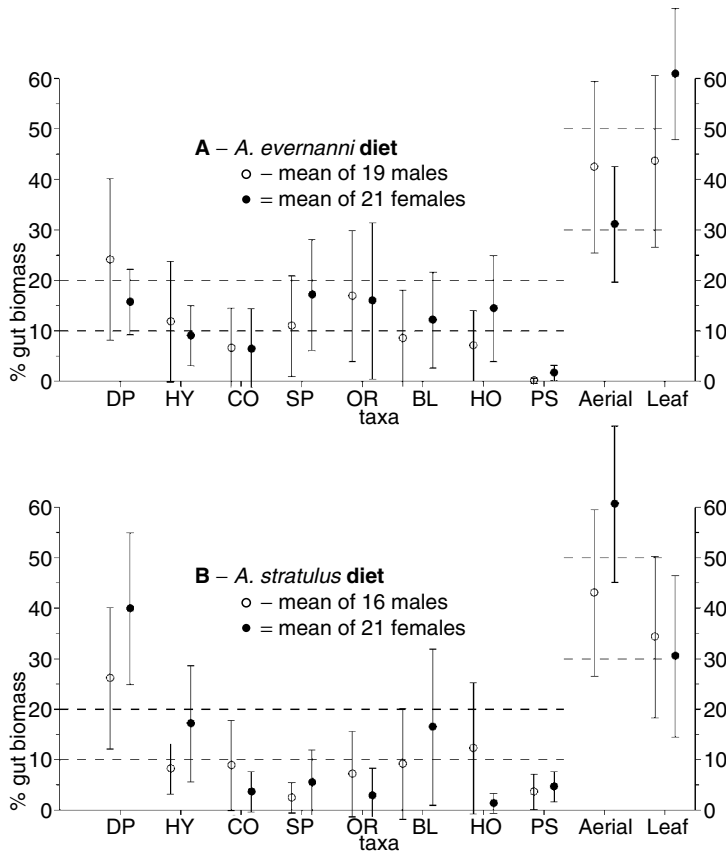 60 60
50 50
40 40
30 30
20 20
10 10
0 0
% gut biomass
A – A. evernanni diet
– mean of 19 males
= mean of 21 females
DP HY CO SP OR BL HO PS Aerial Leaf
taxa
60 60
50 50
40 40
30 30
20 20
10 10
0 0
% gut biomass
B – A. stratulus diet
– mean of 16 males
= mean of 21 females
DP HY CO SP OR BL HO PS Aerial Leaf
taxa